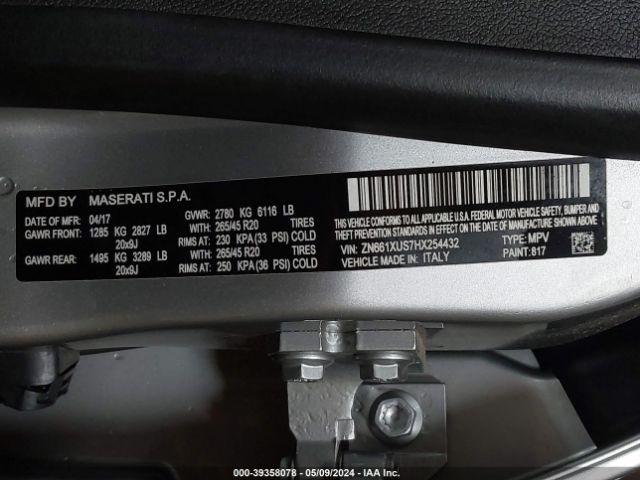 MFD BY MASERATI S.P.A.
DATE OF MFR: 04/17 GVWR: 2780 KG 6116 LB
GAWR FRONT: 1285 KG 2827 LB WITH: 265/45 R20 TIRES
20x9J RIMS AT: 230 KPA(33 PSI) COLD
GAWR REAR: 1495 KG 3289 LB WITH: 265/45 R20 TIRES
20x9J RIMS AT: 250 KPA(36 PSI) COLD
THIS VEHICLE CONFORMS TO ALL APPLICABLE
U.S. FEDERAL MOTOR VEHICLE SAFETY, BUMPER,
AND THEFT PREVENTION STANDARDS IN EFFECT ON
THE DATE OF MANUFACTURE SHOWN ABOVE.
VIN: ZN661XUS7HX254432 TYPE: MPV
VEHICLE MADE IN: ITALY PAINT: 817
000-39358078 - 05/09/2024 - IAA Inc.